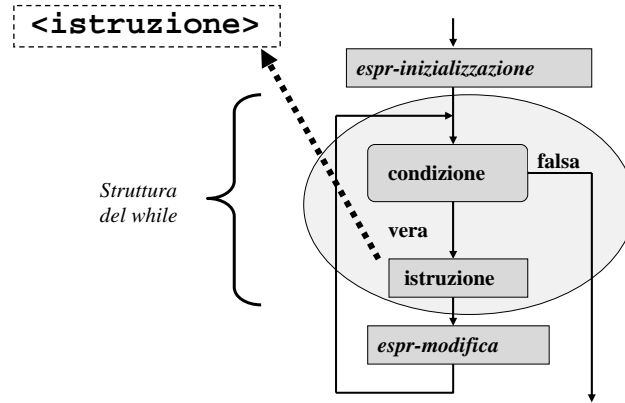 <istruzione>
espr-inizializzazione
condizione
falsa
Struttura
del while
vera
istruzione
espr-modifica